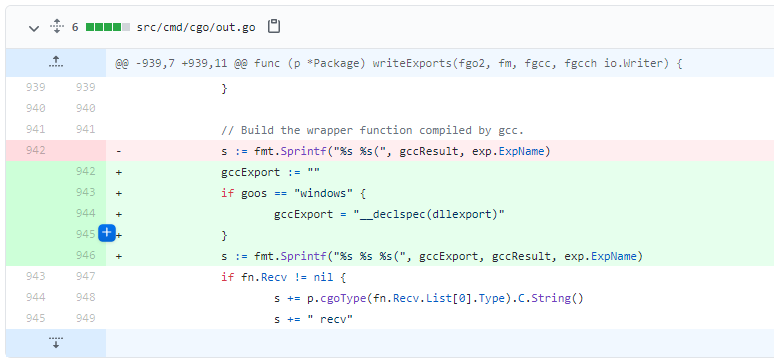 6 src/cmd/cgo/out.go
@@ -939,7 +939,11 @@ func (p *Package) writeExports(fgo2, fm, fgcc, fgcch io.Writer) {
939 939 }
940 940
941 941 // Build the wrapper function compiled by gcc.
942 - s := fmt.Sprintf("%s %s(", gccResult, exp.ExpName)
942 + gccExport := ""
943 + if goos == "windows" {
944 + gccExport = "__declspec(dllexport)"
945 + }
946 + s := fmt.Sprintf("%s %s %s(", gccExport, gccResult, exp.ExpName)
943 947 if fn.Recv != nil {
944 948 s += p.cgoType(fn.Recv.List[0].Type).C.String()
945 949 s += " recv"